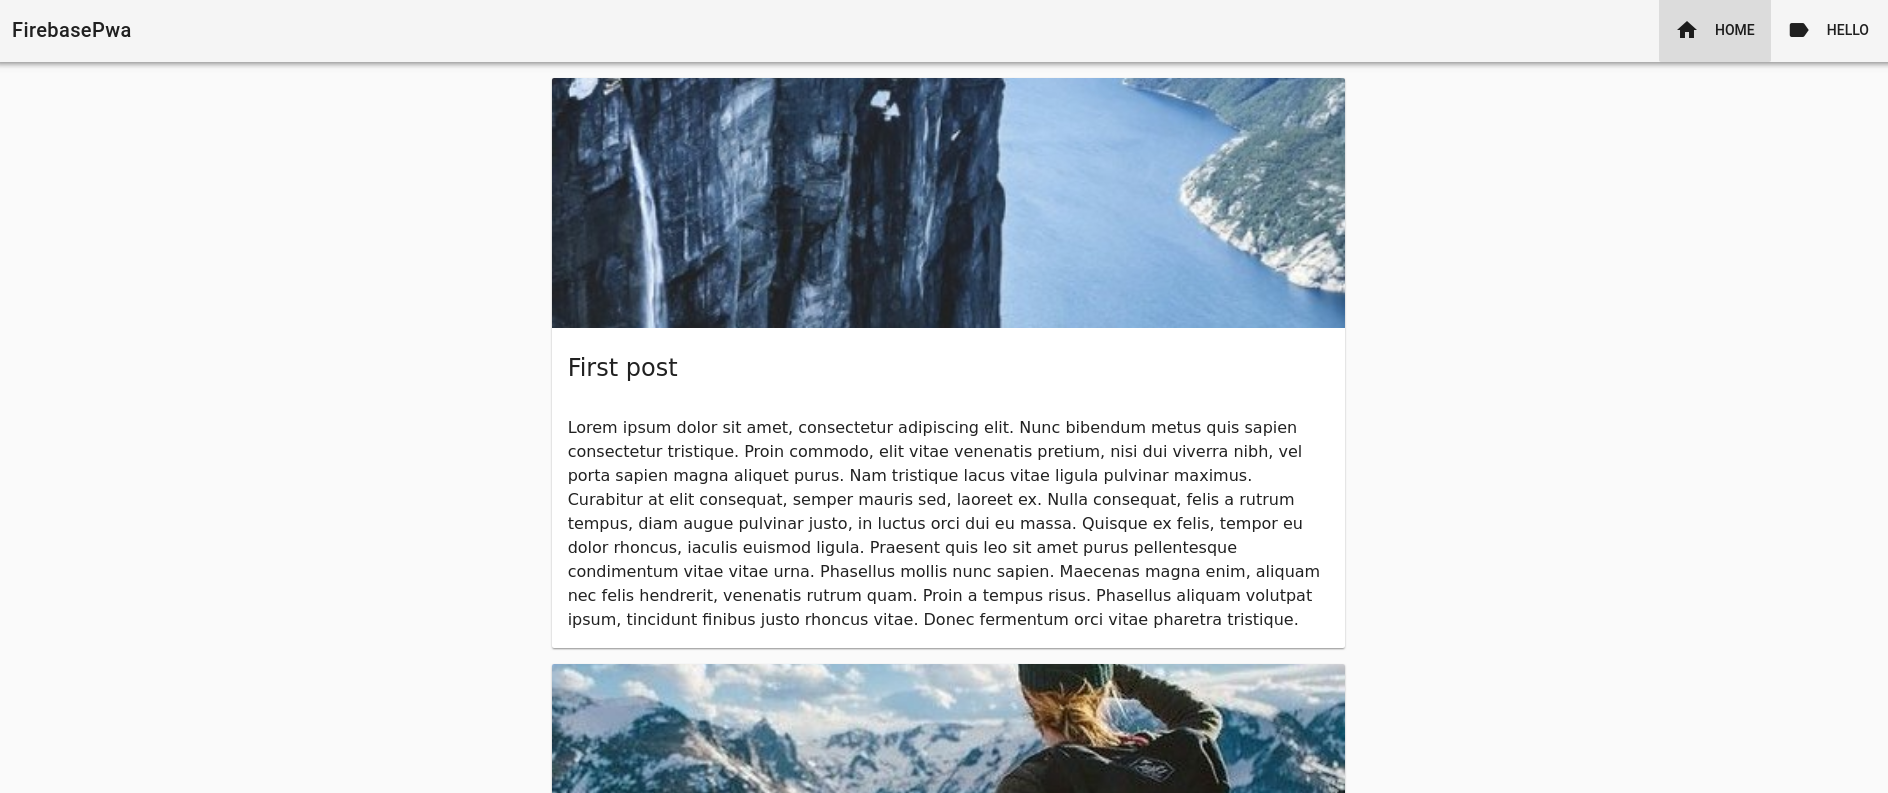 FirebasePwa
HOME
HELLO
First post
Lorem ipsum dolor sit amet, consectetur adipiscing elit. Nunc bibendum metus quis sapien
consectetur tristique. Proin commodo, elit vitae venenatis pretium, nisi dui viverra nibh, vel
porta sapien magna aliquet purus. Nam tristique lacus vitae ligula pulvinar maximus.
Curabitur at elit consequat, semper mauris sed, laoreet ex. Nulla consequat, felis a rutrum
tempus, diam augue pulvinar justo, in luctus orci dui eu massa. Quisque ex felis, tempor eu
dolor rhoncus, iaculis euismod ligula. Praesent quis leo sit amet purus pellentesque
condimentum vitae vitae urna. Phasellus mollis nunc sapien. Maecenas magna enim, aliquam
nec felis hendrerit, venenatis rutrum quam. Proin a tempus risus. Phasellus aliquam volutpat
ipsum, tincidunt finibus justo rhoncus vitae. Donec fermentum orci vitae pharetra tristique.